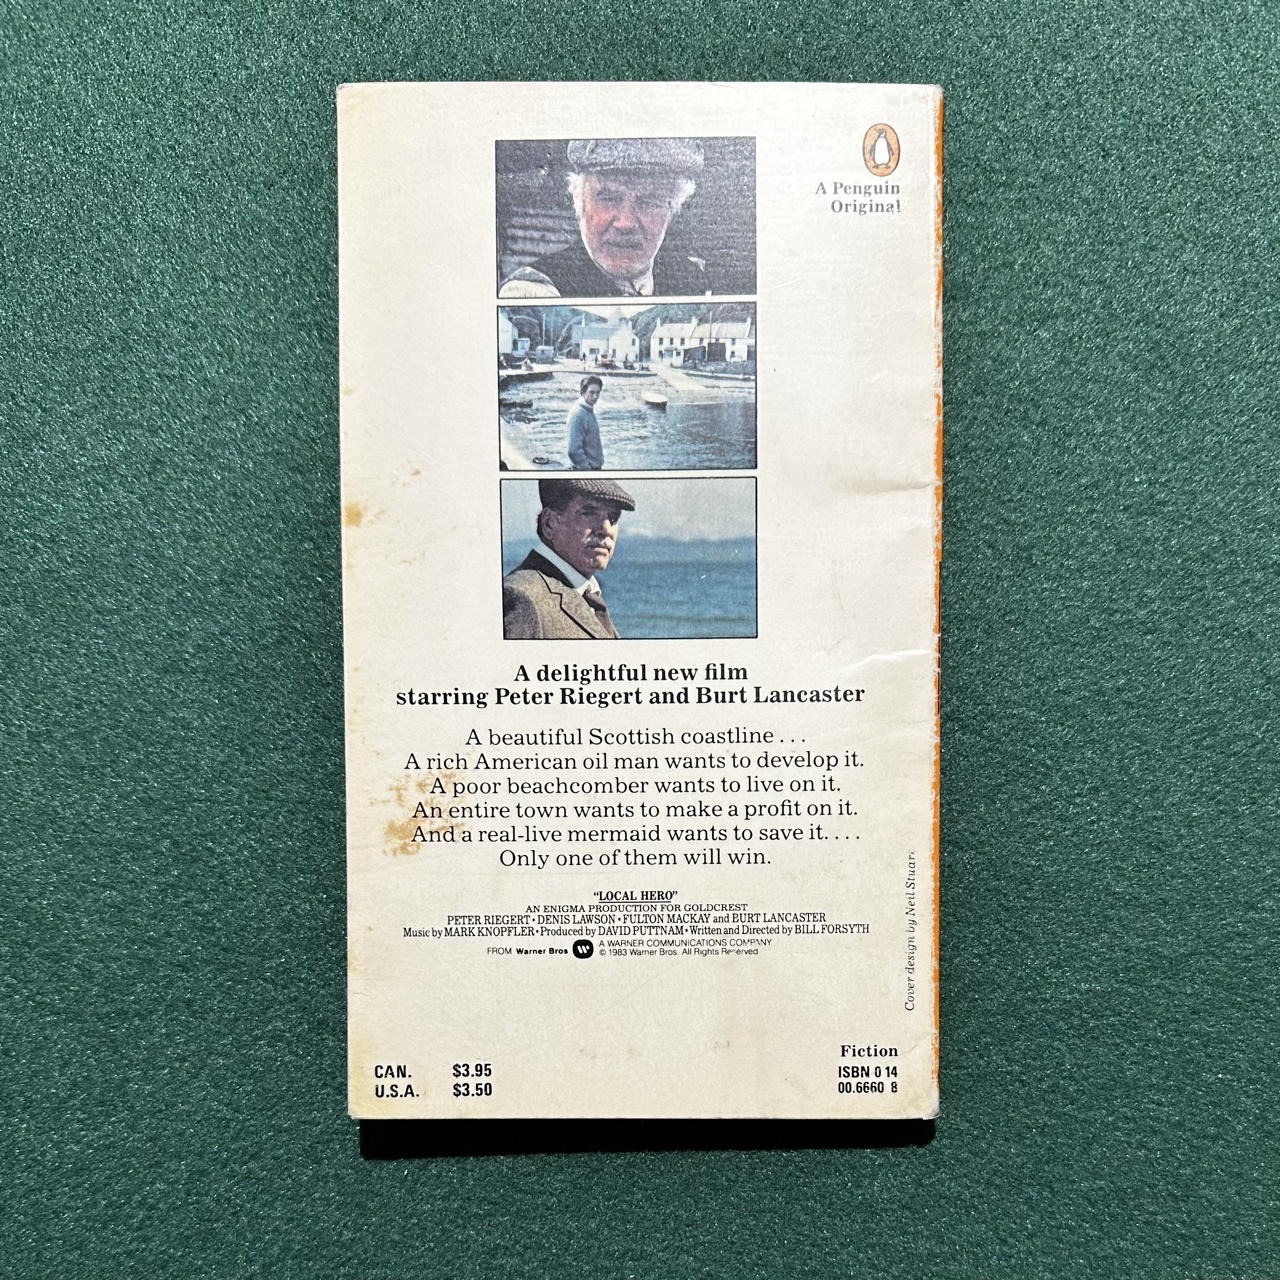 A Penguin
Original
A delightful new film
starring Peter Riegert and Burt Lancaster
A beautiful Scottish coastline . . .
A rich American oil man wants to develop it.
A poor beachcomber wants to live on it.
An entire town wants to make a profit on it.
And a real-live mermaid wants to save it. . . .
Only one of them will win.
"LOCAL HERO"
AN ENIGMA PRODUCTION FOR GOLDCREST
PETER RIEGERT • DENIS LAWSON • FULTON MACKAY and BURT LANCASTER
Music by MARK KNOPFLER • Produced by DAVID PUTTNAM • Written and Directed by BILL FORSYTH
FROM Warner Bros A WARNER COMMUNICATIONS COMPANY
© 1983 Warner Bros. All Rights Reserved
Cover design by Neil Stuart
Fiction
CAN. $3.95
U.S.A. $3.50
ISBN 0 14
00.6660 8